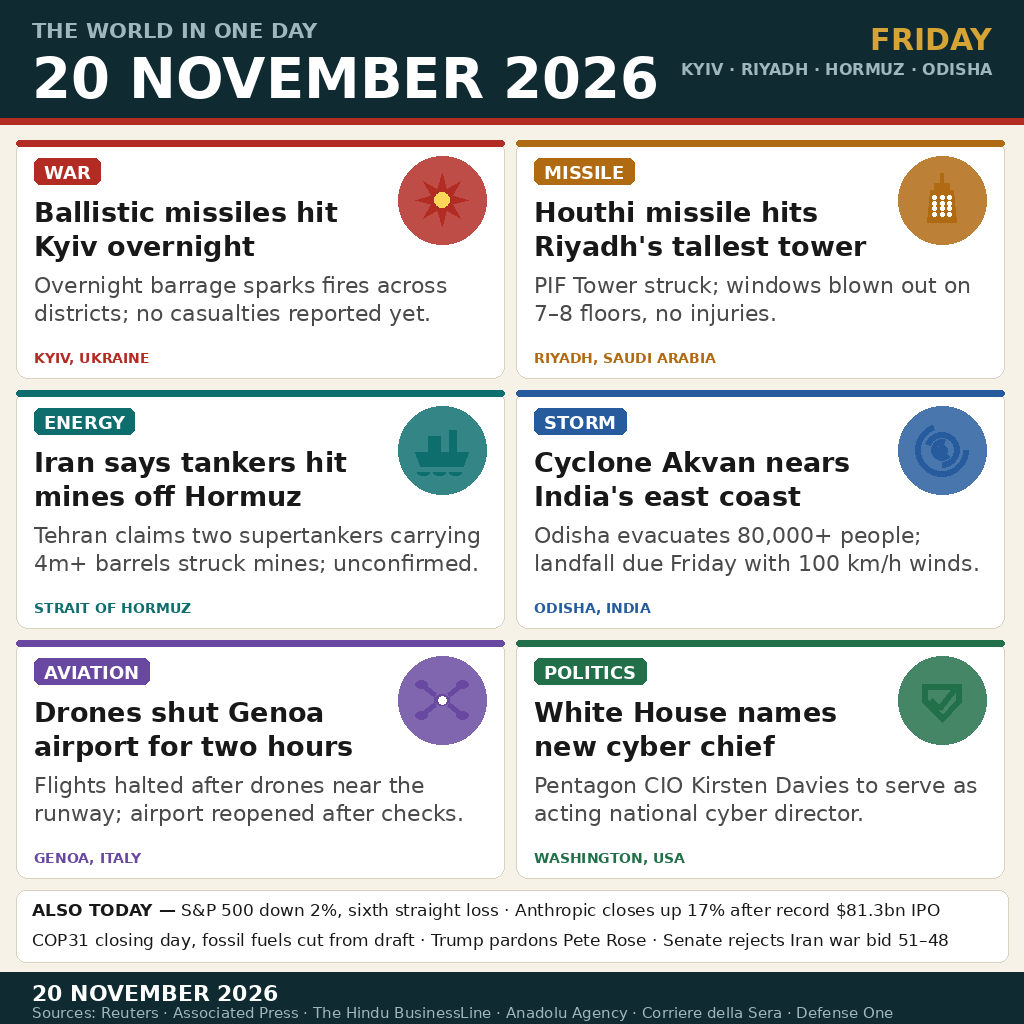 THE WORLD IN ONE DAY
20 NOVEMBER 2026
FRIDAY
KYIV · RIYADH · HORMUZ · ODISHA
WAR
Ballistic missiles hit
Kyiv overnight
Overnight barrage sparks fires across
districts; no casualties reported yet.
KYIV, UKRAINE
MISSILE
Houthi missile hits
Riyadh's tallest tower
PIF Tower struck; windows blown out on
7–8 floors, no injuries.
RIYADH, SAUDI ARABIA
ENERGY
Iran says tankers hit
mines off Hormuz
Tehran claims two supertankers carrying
4m+ barrels struck mines; unconfirmed.
STRAIT OF HORMUZ
STORM
Cyclone Akvan nears
India's east coast
Odisha evacuates 80,000+ people;
landfall due Friday with 100 km/h winds.
ODISHA, INDIA
AVIATION
Drones shut Genoa
airport for two hours
Flights halted after drones near the
runway; airport reopened after checks.
GENOA, ITALY
POLITICS
White House names
new cyber chief
Pentagon CIO Kirsten Davies to serve as
acting national cyber director.
WASHINGTON, USA
ALSO TODAY — S&P 500 down 2%, sixth straight loss · Anthropic closes up 17% after record $81.3bn IPO
COP31 closing day, fossil fuels cut from draft · Trump pardons Pete Rose · Senate rejects Iran war bid 51–48
20 NOVEMBER 2026
Sources: Reuters · Associated Press · The Hindu BusinessLine · Anadolu Agency · Corriere della Sera · Defense One